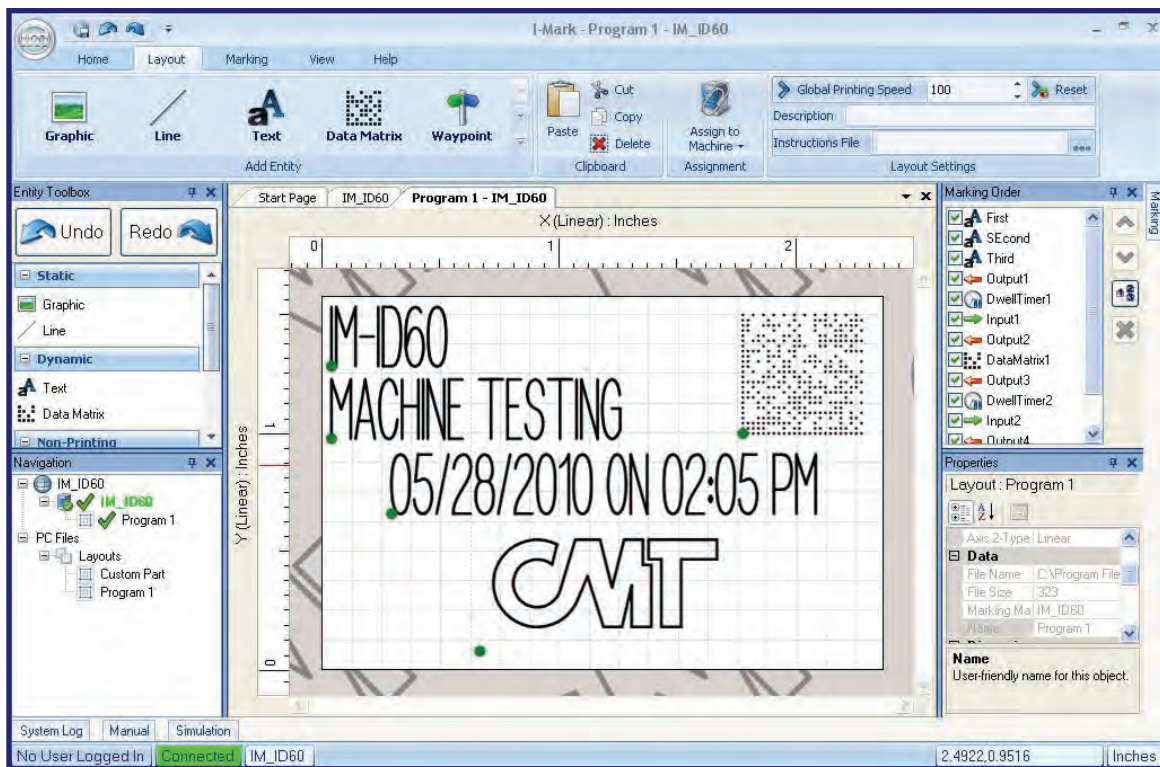 I-Mark - Program 1 - IM_ID60
Home Layout Marking View Help
Graphic Line Text Data Matrix Waypoint
Add Entity
Paste
Cut
Copy
Delete
Clipboard
Assign to
Machine
Assignment
Global Printing Speed 100 Reset
Description
Instructions File
Layout Settings
Entity Toolbox
Undo Redo
Static
Graphic
Line
Dynamic
Text
Data Matrix
Non-Printing
Navigation
IM_ID60
IM_ID60
Program 1
PC Files
Layouts
Custom Part
Program 1
Start Page IM_ID60 Program 1 - IM_ID60
X (Linear) : Inches
0 1 2
Y (Linear) : Inches
1
0
IM-ID60
MACHINE TESTING
05/28/2010 ON 02:05 PM
CMT
Marking Order
First
SEcond
Third
Output1
DwellTimer1
Input1
Output2
DataMatrix1
Output3
DwellTimer2
Input2
Output4
Marking
Properties
Layout : Program 1
Axis 2-Type Linear
Data
File Name C:\Program File
File Size 323
Marking Ma IM_ID60
Name Program 1
Name
User-friendly name for this object.
System Log Manual Simulation
No User Logged In Connected IM_ID60 2.4922,0.9516 Inches